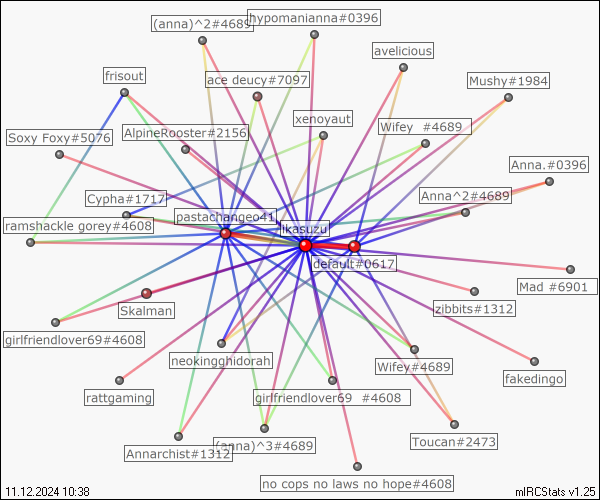 (anna)^2#4689
hypomanianna#0396
avelicious
frisout
ace deucy#7097
Mushy#1984
xenoyaut
Soxy Foxy#5076
AlpineRooster#2156
Wifey #4689
Anna.#0396
Cypha#1717
Anna^2#4689
pastachangeo41
ikasuzu
ramshackle gorey#4608
default#0617
Mad #6901
Skalman
zibbits#1312
girlfriendlover69#4608
neokingghidorah
Wifey#4689
fakedingo
rattgaming
girlfriendlover69 #4608
Toucan#2473
(anna)^3#4689
Annarchist#1312
no cops no laws no hope#4608
11.12.2024 10:38
mIRCStats v1.25